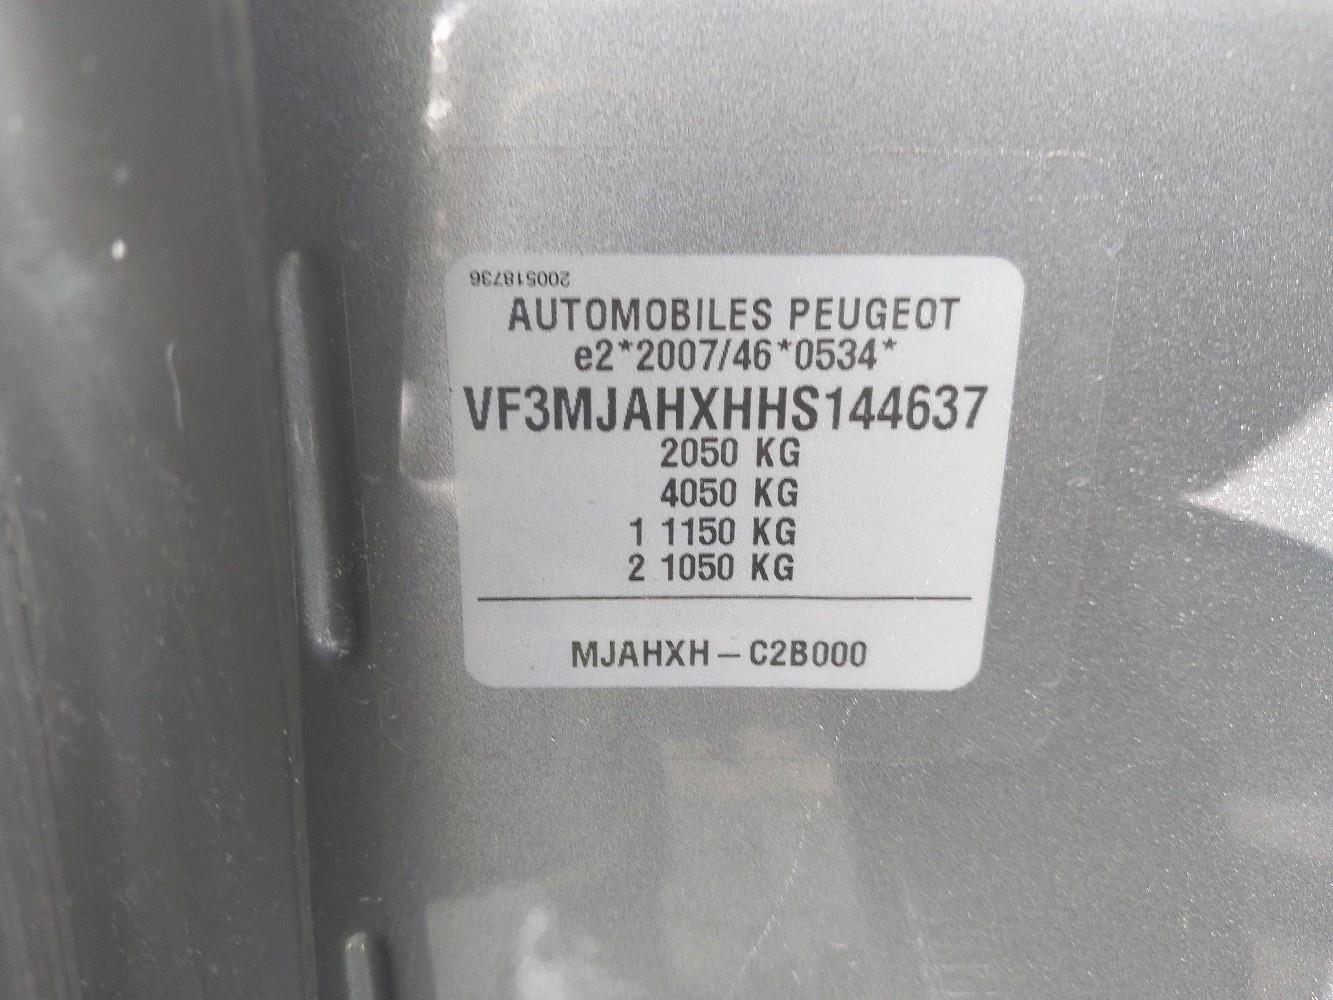 200518736
AUTOMOBILES PEUGEOT
e2*2007/46*0534*
VF3MJAHXHHS144637
2050 KG
4050 KG
1 1150 KG
2 1050 KG
MJAHXH – C2B000